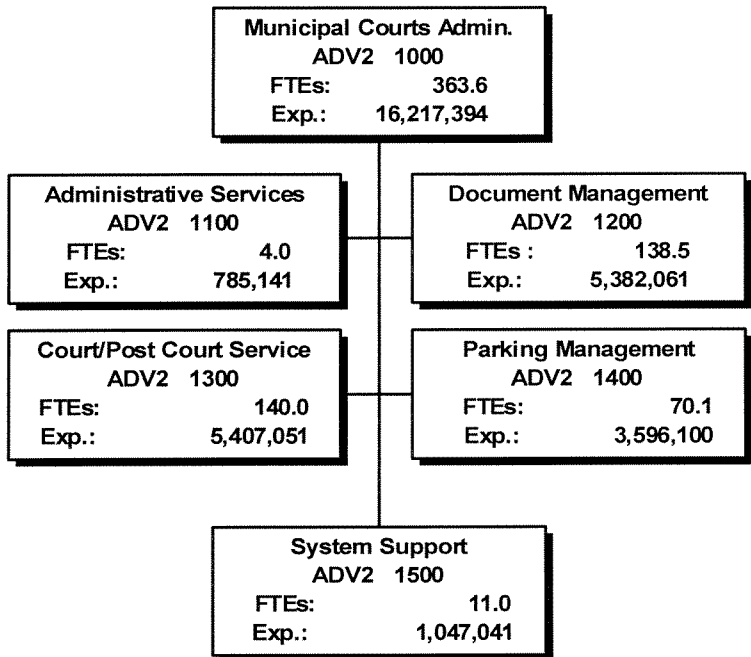 Municipal Courts Admin.
ADV2 1000
FTEs: 363.6
Exp.: 16,217,394
Administrative Services
ADV2 1100
FTEs: 4.0
Exp.: 785,141
Document Management
ADV2 1200
FTEs : 138.5
Exp.: 5,382,061
Court/Post Court Service
ADV2 1300
FTEs: 140.0
Exp.: 5,407,051
Parking Management
ADV2 1400
FTEs: 70.1
Exp.: 3,596,100
System Support
ADV2 1500
FTEs: 11.0
Exp.: 1,047,041